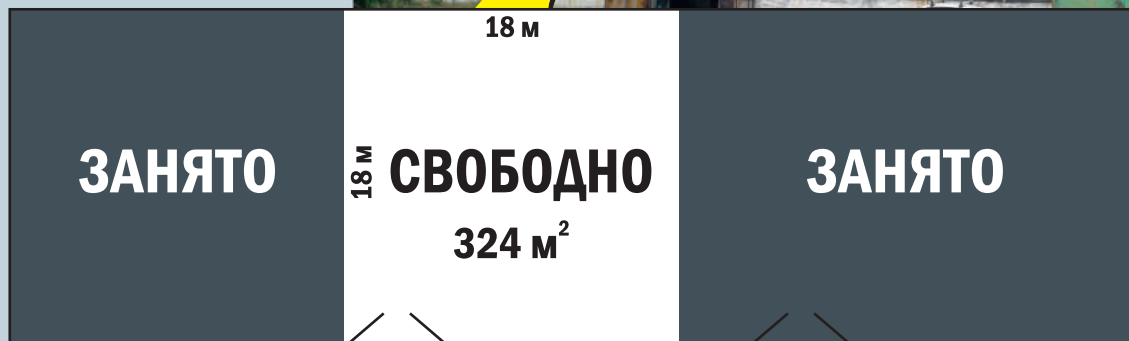 18 м
ЗАНЯТО
18 м
СВОБОДНО
ЗАНЯТО
324 м²